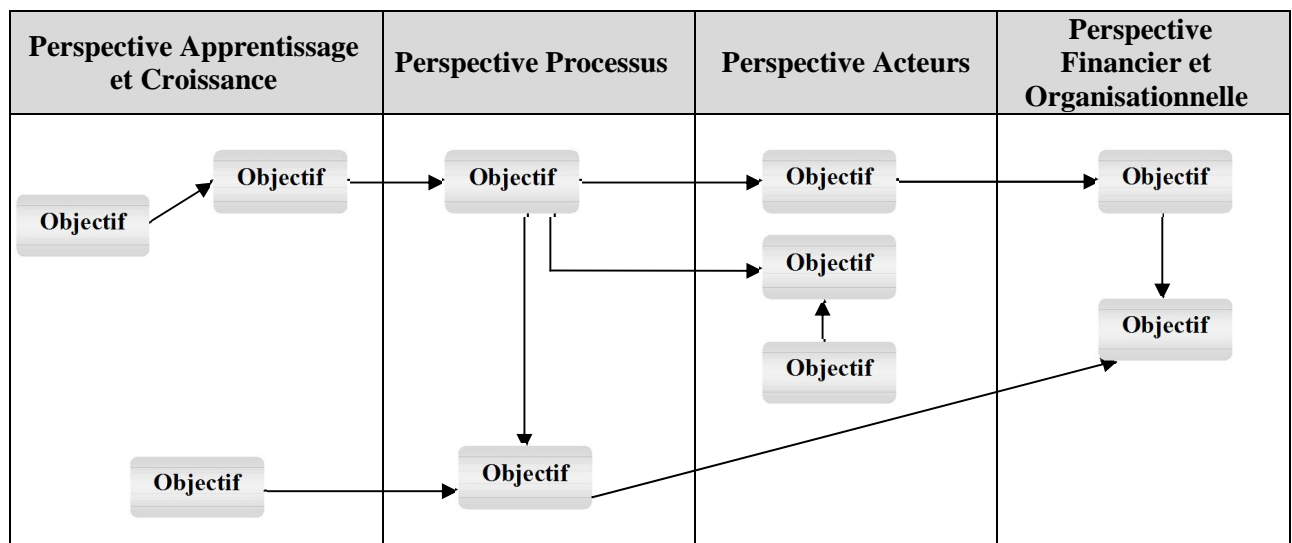 Perspective Apprentissage
et Croissance
Perspective Processus
Perspective Acteurs
Perspective
Financier et
Organisationnelle
Objectif
Objectif
Objectif
Objectif
Objectif
Objectif
Objectif
Objectif
Objectif
Objectif
Objectif